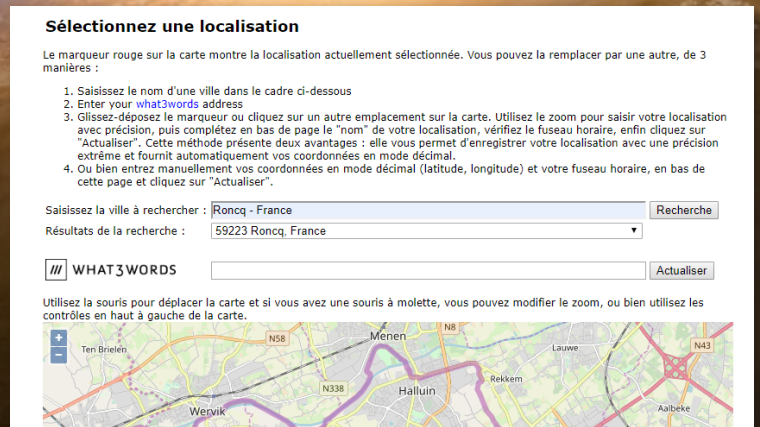 Sélectionnez une localisation
Le marqueur rouge sur la carte montre la localisation actuellement sélectionnée. Vous pouvez la remplacer par une autre, de 3
manières :
1. Saisissez le nom d'une ville dans le cadre ci-dessous
2. Enter your what3words address
3. Glissez-déposez le marqueur ou cliquez sur un autre emplacement sur la carte. Utilisez le zoom pour saisir votre localisation
avec précision, puis complétez en bas de page le "nom" de votre localisation, vérifiez le fuseau horaire, enfin cliquez sur
"Actualiser". Cette méthode présente deux avantages : elle vous permet d'enregistrer votre localisation avec une précision
extrême et fournit automatiquement vos coordonnées en mode décimal.
4. Ou bien entrez manuellement vos coordonnées en mode décimal (latitude, longitude) et votre fuseau horaire, en bas de
cette page et cliquez sur "Actualiser".
Saisissez la ville à rechercher : Roncq - France Recherche
Résultats de la recherche : 59223 Roncq, France
WHAT3WORDS Actualiser
Utilisez la souris pour déplacer la carte et si vous avez une souris à molette, vous pouvez modifier le zoom, ou bien utilisez les
contrôles en haut à gauche de la carte.
+
−
N58
Menen
N8
N43
Ten Brielen
Lauwe
Rekkem
N338
Halluin
Wervik
Aalbeke